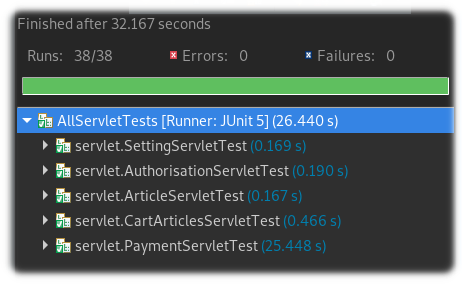 Finished after 32.167 seconds
Runs: 38/38 Errors: 0 Failures: 0
AllServletTests [Runner: JUnit 5] (26.440 s)
servlet.SettingServletTest (0.169 s)
servlet.AuthorisationServletTest (0.190 s)
servlet.ArticleServletTest (0.167 s)
servlet.CartArticlesServletTest (0.466 s)
servlet.PaymentServletTest (25.448 s)